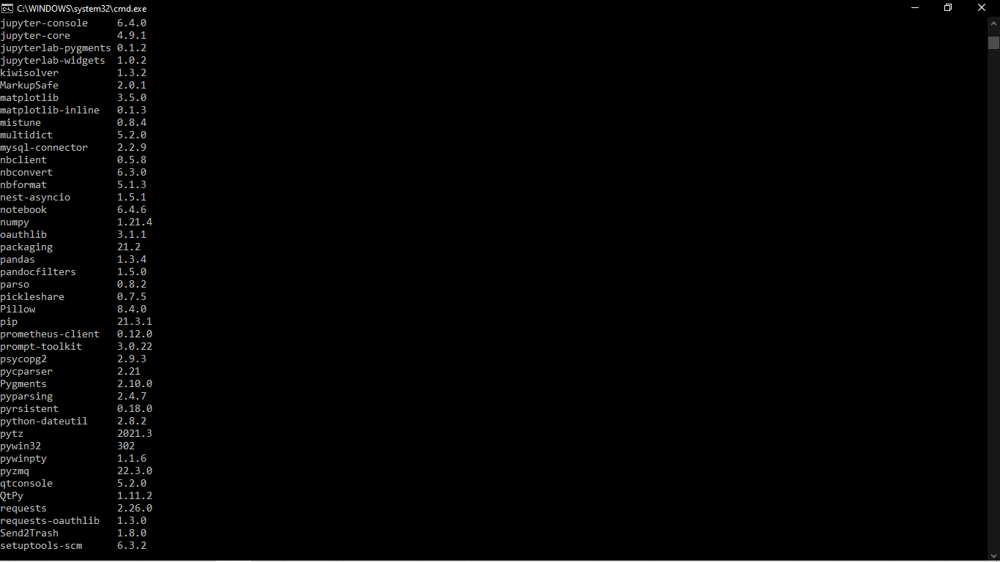 C:\WINDOWS\system32\cmd.exe
jupyter-console 6.4.0
jupyter-core 4.9.1
jupyterlab-pygments 0.1.2
jupyterlab-widgets 1.0.2
kiwisolver 1.3.2
MarkupSafe 2.0.1
matplotlib 3.5.0
matplotlib-inline 0.1.3
mistune 0.8.4
multidict 5.2.0
mysql-connector 2.2.9
nbclient 0.5.8
nbconvert 6.3.0
nbformat 5.1.3
nest-asyncio 1.5.1
notebook 6.4.6
numpy 1.21.4
oauthlib 3.1.1
packaging 21.2
pandas 1.3.4
pandocfilters 1.5.0
parso 0.8.2
pickleshare 0.7.5
Pillow 8.4.0
pip 21.3.1
prometheus-client 0.12.0
prompt-toolkit 3.0.22
psycopg2 2.9.3
pycparser 2.21
Pygments 2.10.0
pyparsing 2.4.7
pyrsistent 0.18.0
python-dateutil 2.8.2
pytz 2021.3
pywin32 302
pywinpty 1.1.6
pyzmq 22.3.0
qtconsole 5.2.0
QtPy 1.11.2
requests 2.26.0
requests-oauthlib 1.3.0
Send2Trash 1.8.0
setuptools-scm 6.3.2